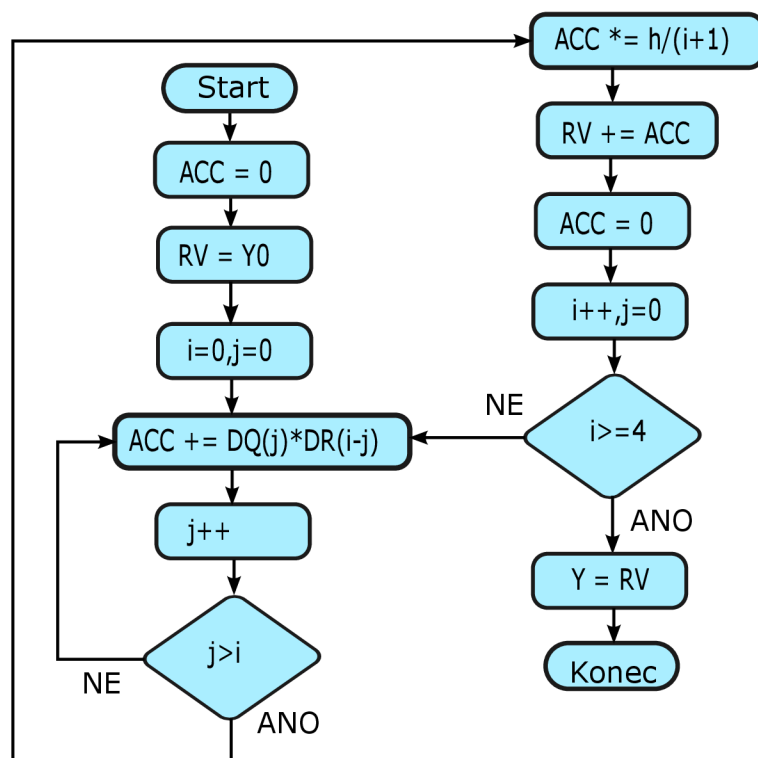 Start
ACC = 0
RV = Y0
i=0,j=0
ACC += DQ(j)*DR(i-j)
j++
j>i
NE
ANO
ACC *= h/(i+1)
RV += ACC
ACC = 0
i++,j=0
i>=4
NE
ANO
Y = RV
Konec